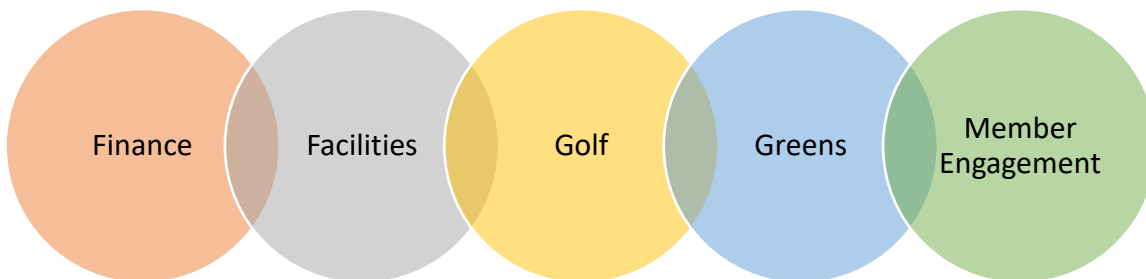 Finance
Facilities
Golf
Greens
Member
Engagement